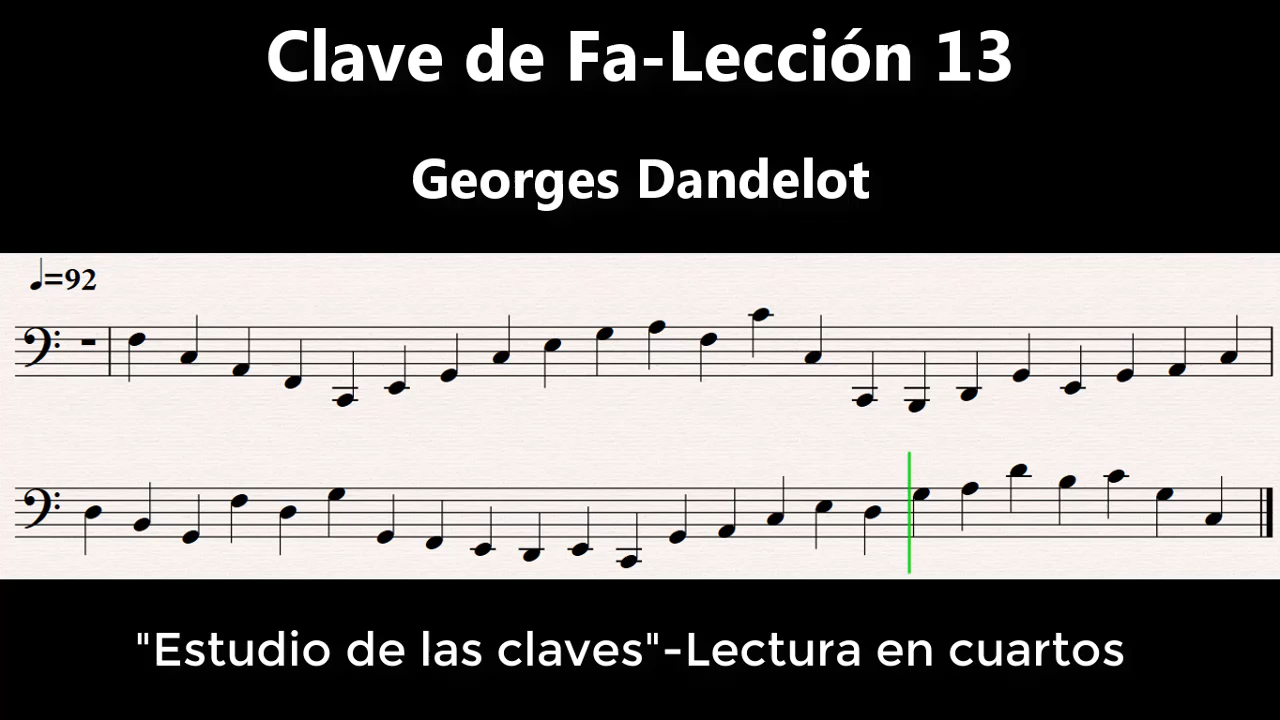 Clave de Fa-Lección 13
Georges Dandelot
♩=92
"Estudio de las claves"-Lectura en cuartos